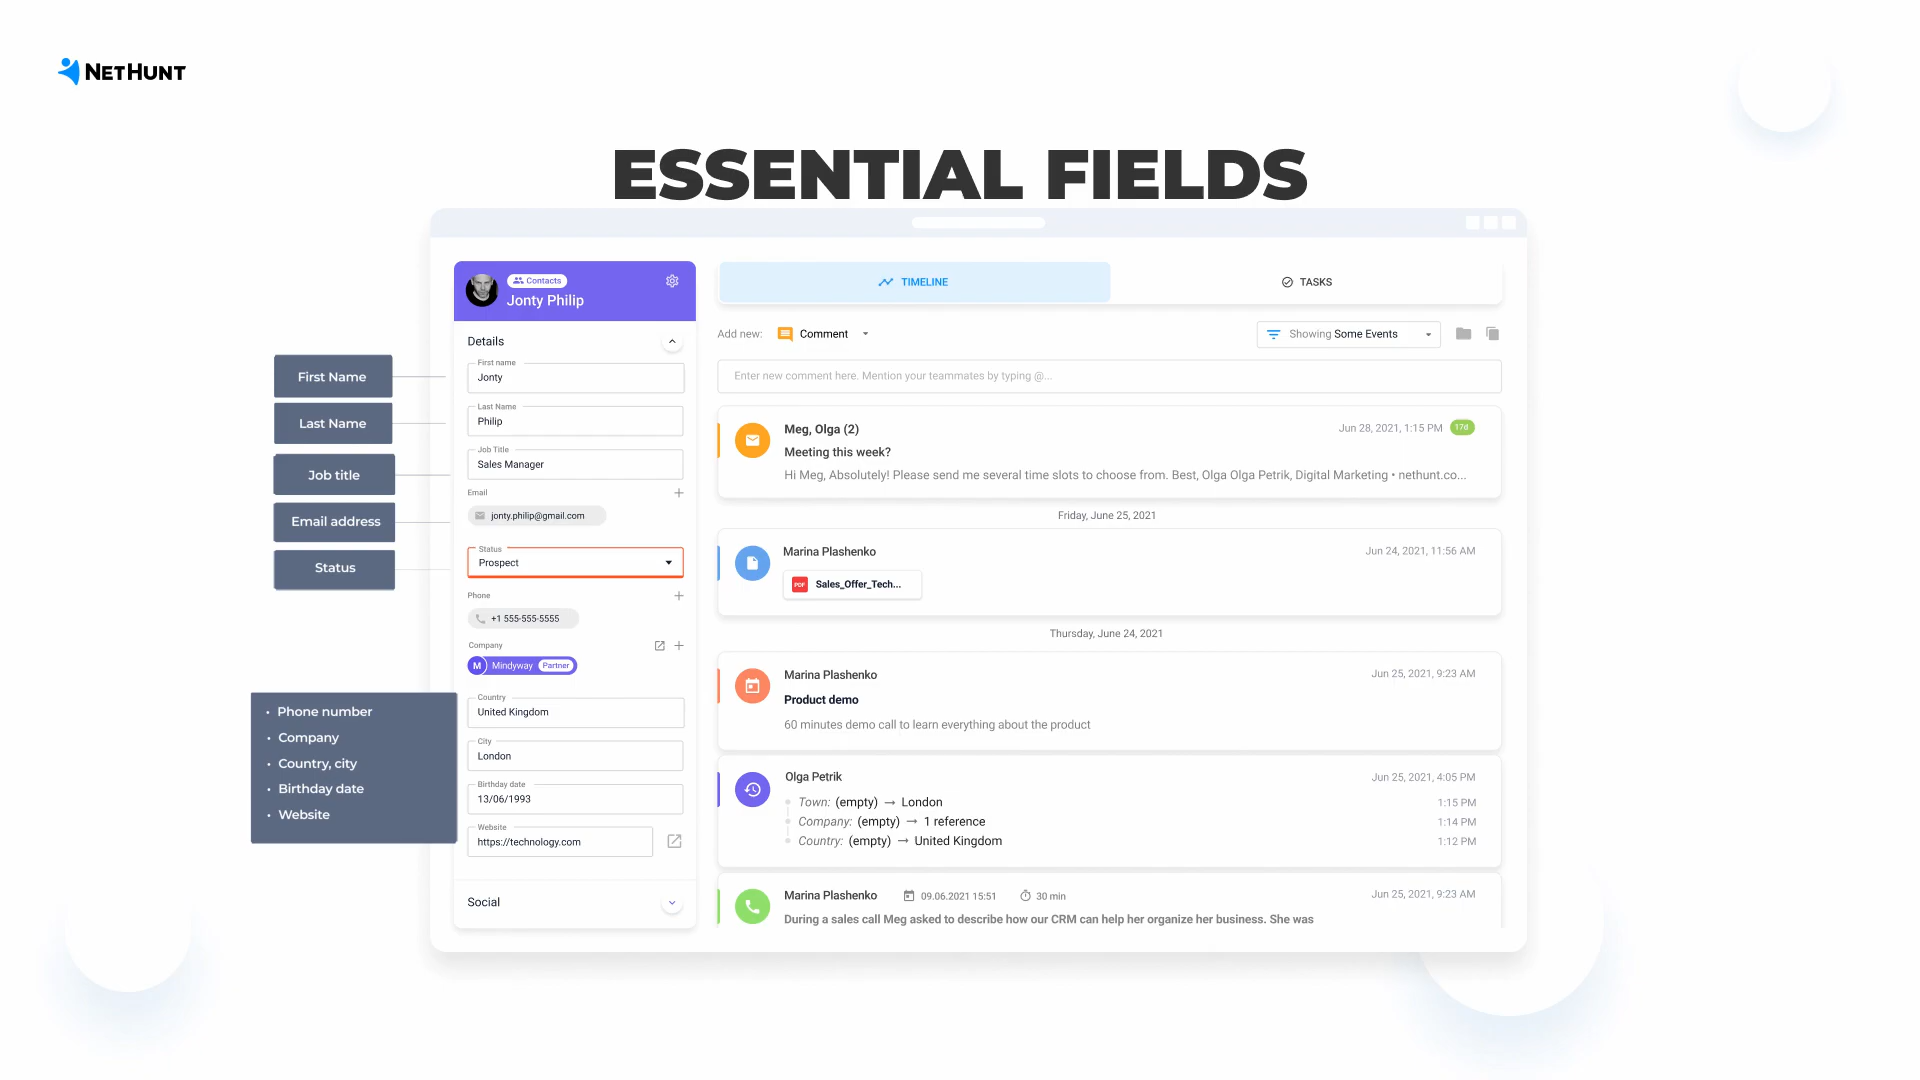 NETHUNT
ESSENTIAL FIELDS
First Name
Last Name
Job title
Email address
Status
• Phone number
• Company
• Country, city
• Birthday date
• Website
Contacts
Jonty Philip
Details
First name
Jonty
Last Name
Philip
Job Title
Sales Manager
Email
jonty.philip@gmail.com
Status
Prospect
Phone
+1 555-555-5555
Company
M Mindyway Partner
Country
United Kingdom
City
London
Birthday date
13/06/1993
Website
https://technology.com
Social
TIMELINE
TASKS
Add new: Comment
Showing Some Events
Enter new comment here. Mention your teammates by typing @...
Meg, Olga (2)
Jun 28, 2021, 1:15 PM 17d
Meeting this week?
Hi Meg, Absolutely! Please send me several time slots to choose from. Best, Olga Olga Petrik, Digital Marketing • nethunt.co...
Friday, June 25, 2021
Marina Plashenko
Jun 24, 2021, 11:56 AM
PDF Sales_Offer_Tech...
Thursday, June 24, 2021
Marina Plashenko
Jun 25, 2021, 9:23 AM
Product demo
60 minutes demo call to learn everything about the product
Olga Petrik
Jun 25, 2021, 4:05 PM
Town: (empty) → London 1:15 PM
Company: (empty) → 1 reference 1:14 PM
Country: (empty) → United Kingdom 1:12 PM
Marina Plashenko 09.06.2021 15:51 30 min
Jun 25, 2021, 9:23 AM
During a sales call Meg asked to describe how our CRM can help her organize her business. She was